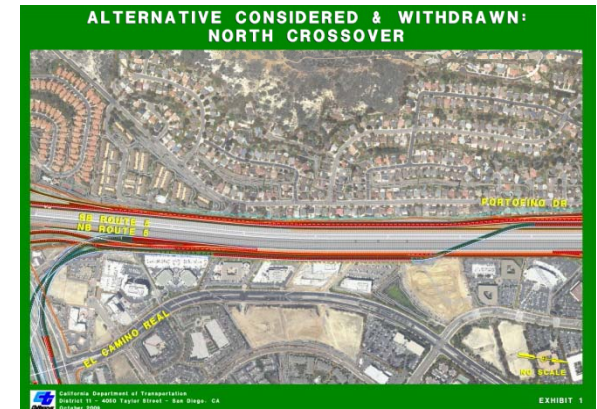 ALTERNATIVE CONSIDERED & WITHDRAWN:
NORTH CROSSOVER
PORTOFINO DR
SB ROUTE 5
NB ROUTE 5
EL CAMINO REAL
NO SCALE
California Department of Transportation
District 11 - 4050 Taylor Street - San Diego, CA
October 2006
EXHIBIT 1